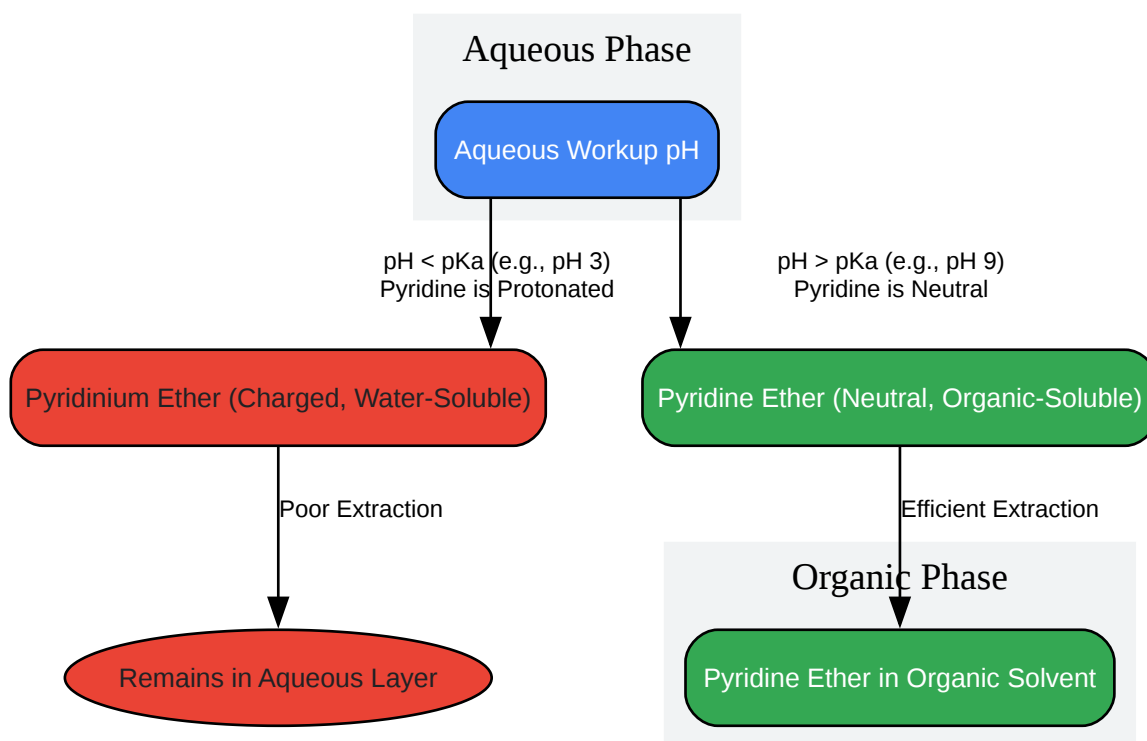 Aqueous Phase
Aqueous Workup pH
pH < pKa (e.g., pH 3)
Pyridine is Protonated
pH > pKa (e.g., pH 9)
Pyridine is Neutral
Pyridinium Ether (Charged, Water-Soluble)
Pyridine Ether (Neutral, Organic-Soluble)
Poor Extraction
Efficient Extraction
Organic Phase
Remains in Aqueous Layer
Pyridine Ether in Organic Solvent